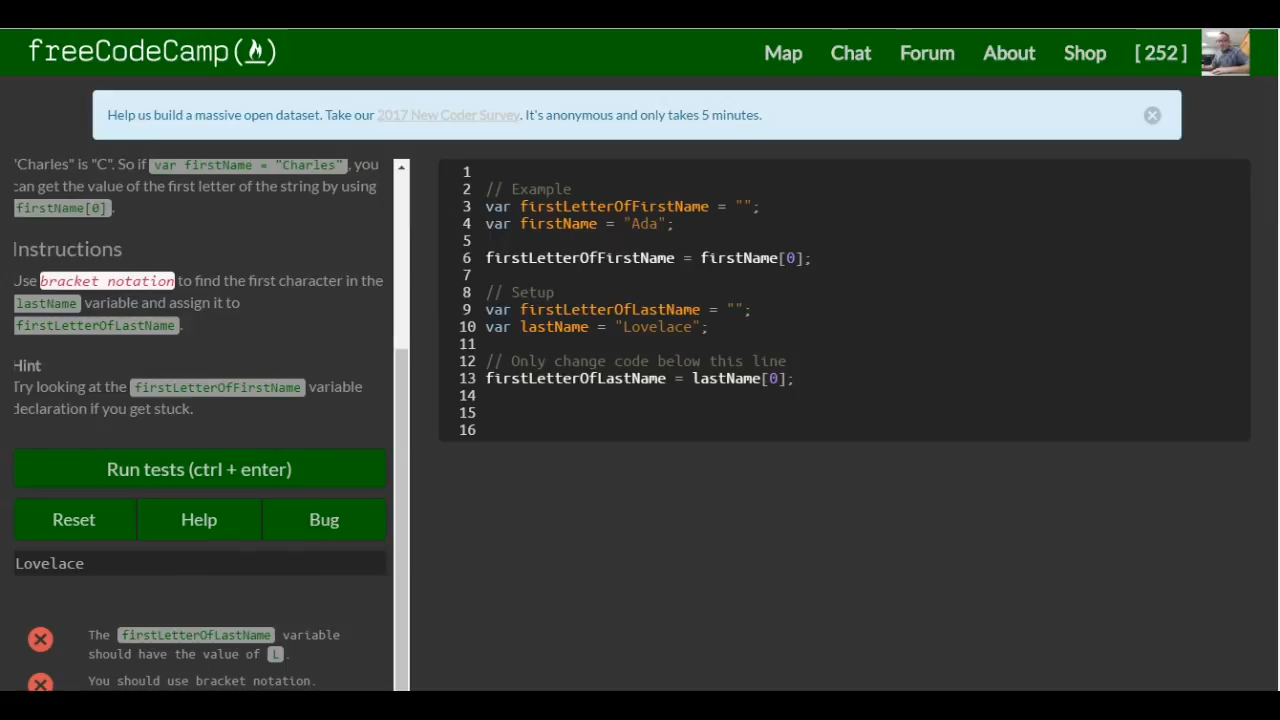 freeCodeCamp(🔥)
Map Chat Forum About Shop [ 252 ]
Help us build a massive open dataset. Take our 2017 New Coder Survey. It's anonymous and only takes 5 minutes.
"Charles" is "C". So if var firstName = "Charles", you
can get the value of the first letter of the string by using
firstName[0].
Instructions
Use bracket notation to find the first character in the
lastName variable and assign it to
firstLetterOfLastName.
Hint
Try looking at the firstLetterOfFirstName variable
declaration if you get stuck.
Run tests (ctrl + enter)
Reset Help Bug
Lovelace
The firstLetterOfLastName variable
should have the value of L.
You should use bracket notation.
1
2 // Example
3 var firstLetterOfFirstName = "";
4 var firstName = "Ada";
5
6 firstLetterOfFirstName = firstName[0];
7
8 // Setup
9 var firstLetterOfLastName = "";
10 var lastName = "Lovelace";
11
12 // Only change code below this line
13 firstLetterOfLastName = lastName[0];
14
15
16